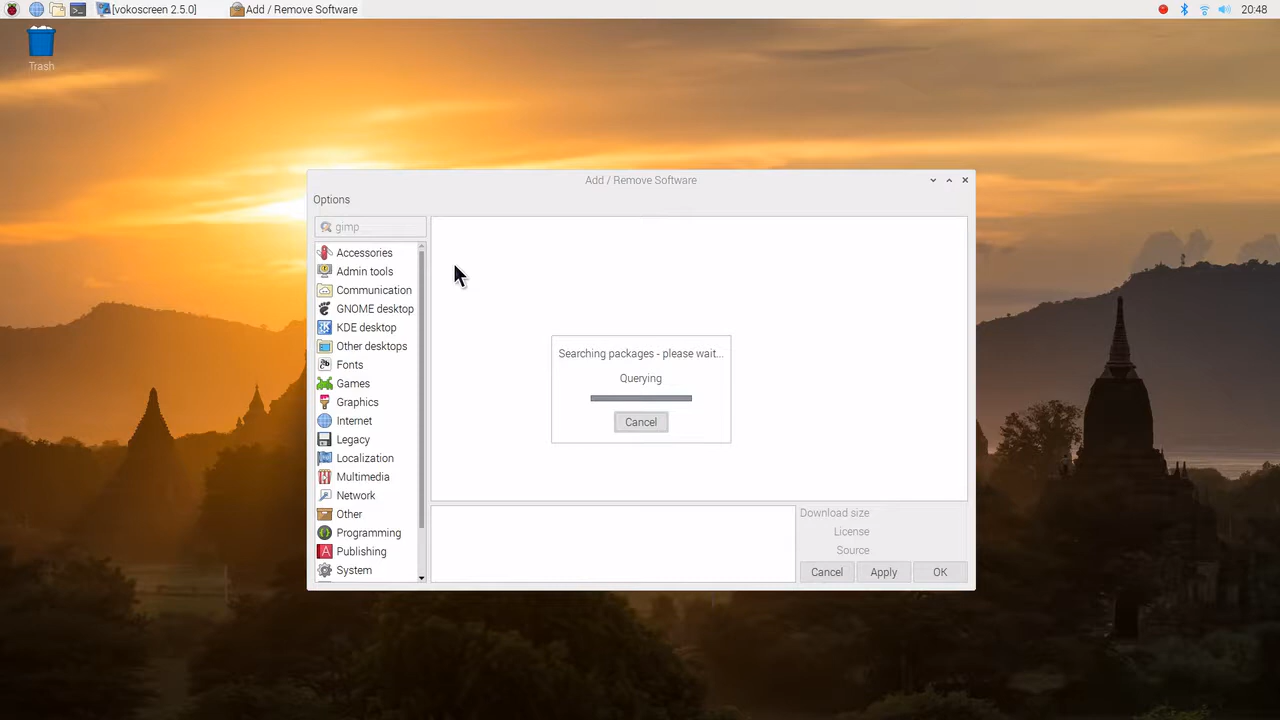 [vokoscreen 2.5.0]
Add / Remove Software
20:48
Trash
Add / Remove Software
Options
gimp
Accessories
Admin tools
Communication
GNOME desktop
KDE desktop
Other desktops
Fonts
Games
Graphics
Internet
Legacy
Localization
Multimedia
Network
Other
Programming
Publishing
System
Searching packages - please wait...
Querying
Cancel
Download size
License
Source
Cancel
Apply
OK